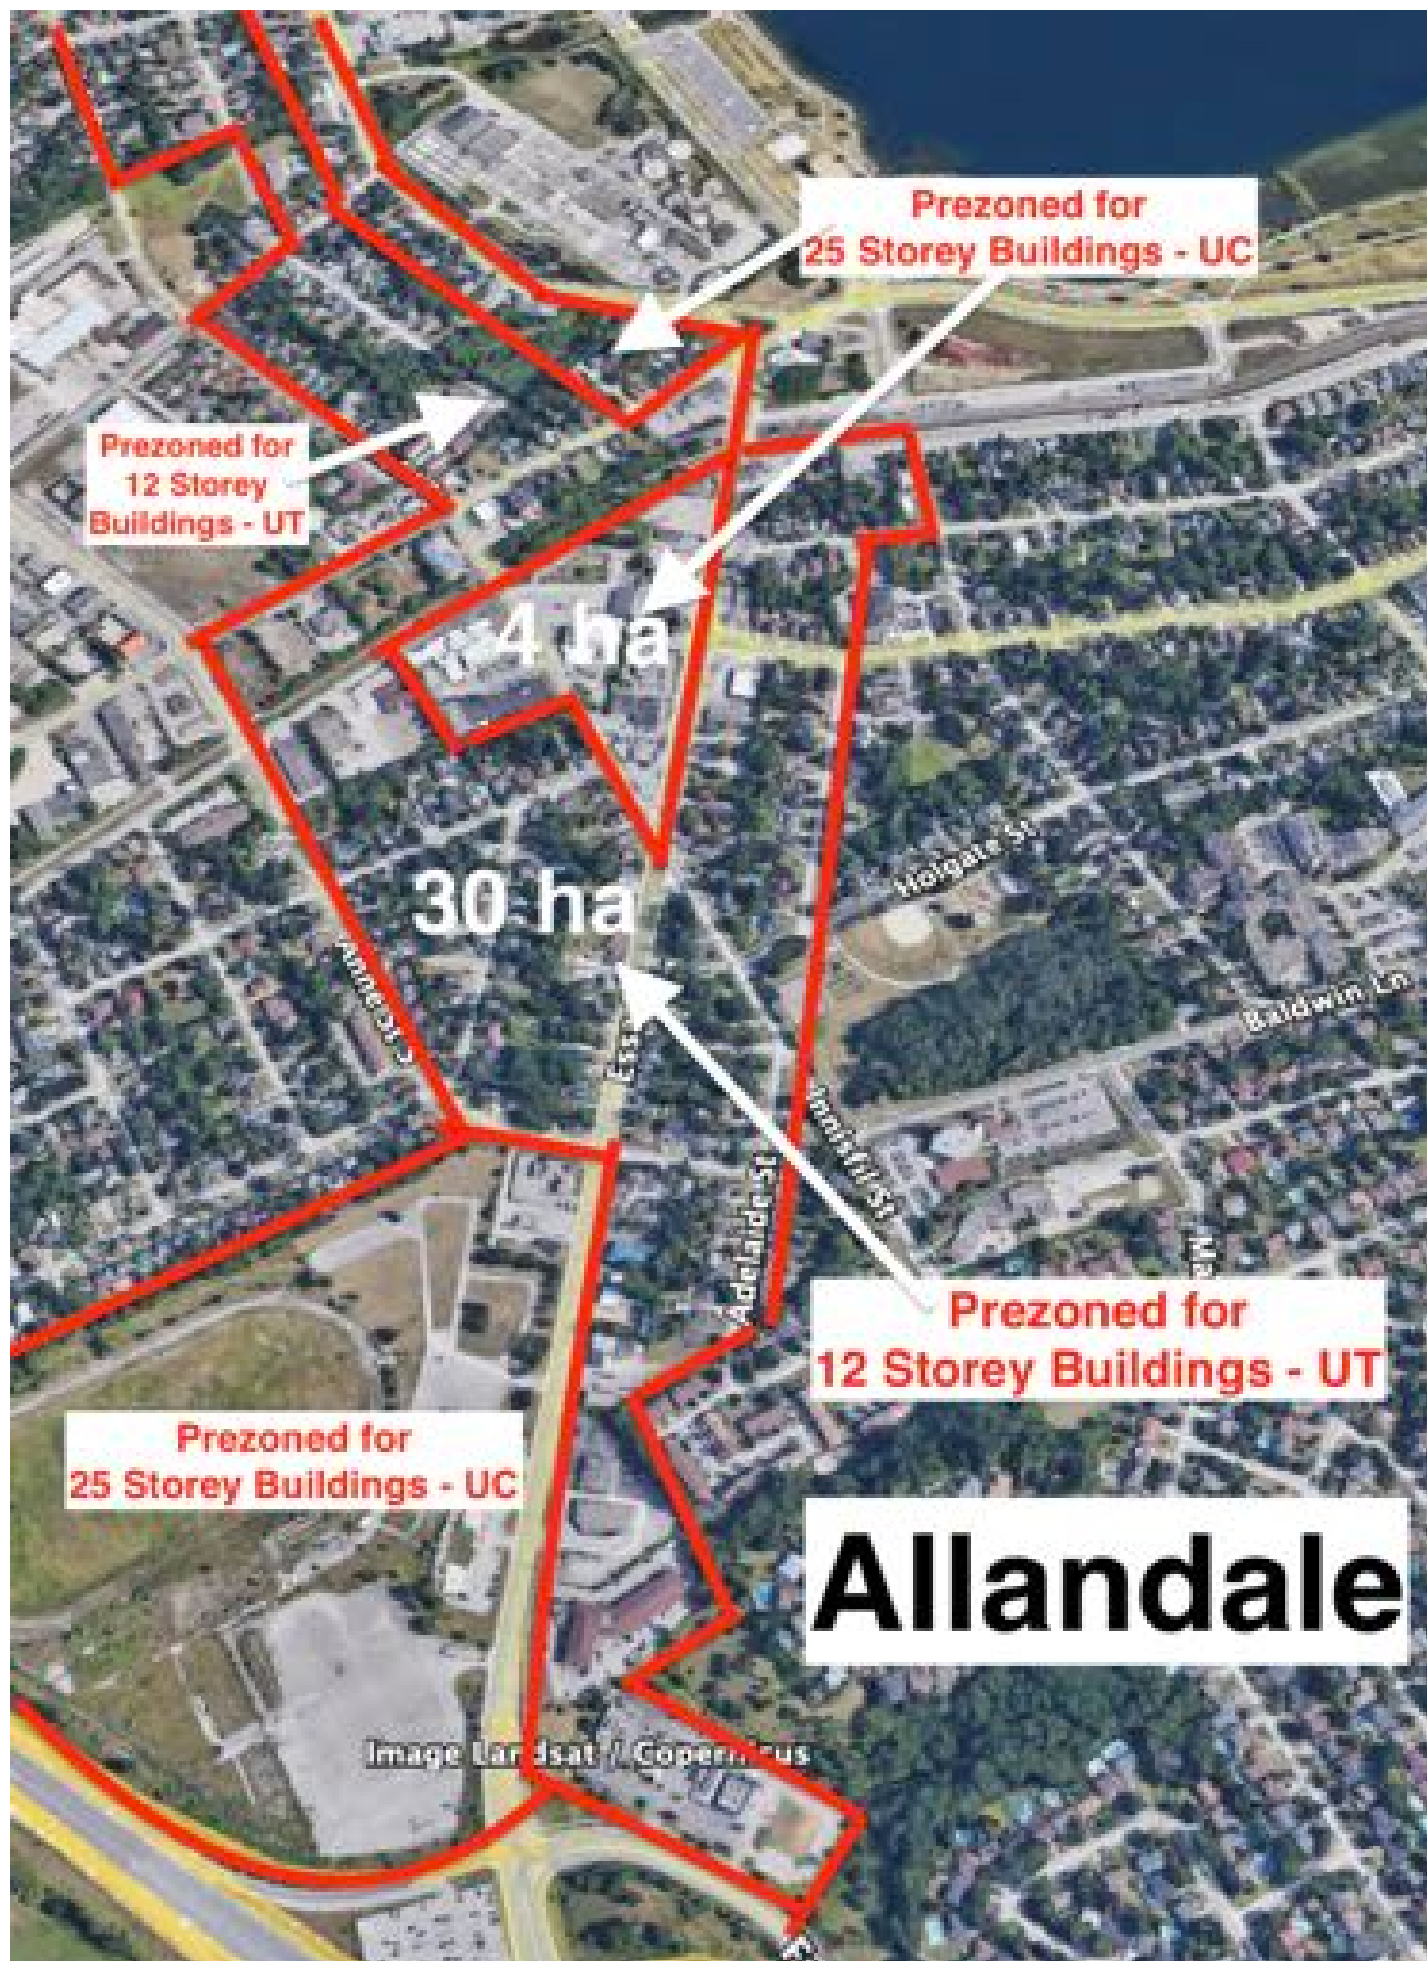 Prezoned for
25 Storey Buildings - UC
Prezoned for
12 Storey
Buildings - UT
4 ha
Holgate St
30 ha
Anne St S
Baldwin Ln
Innisfil St
Adelaide St
Prezoned for
12 Storey Buildings - UT
Prezoned for
25 Storey Buildings - UC
Allandale
Image Landsat / Copernicus